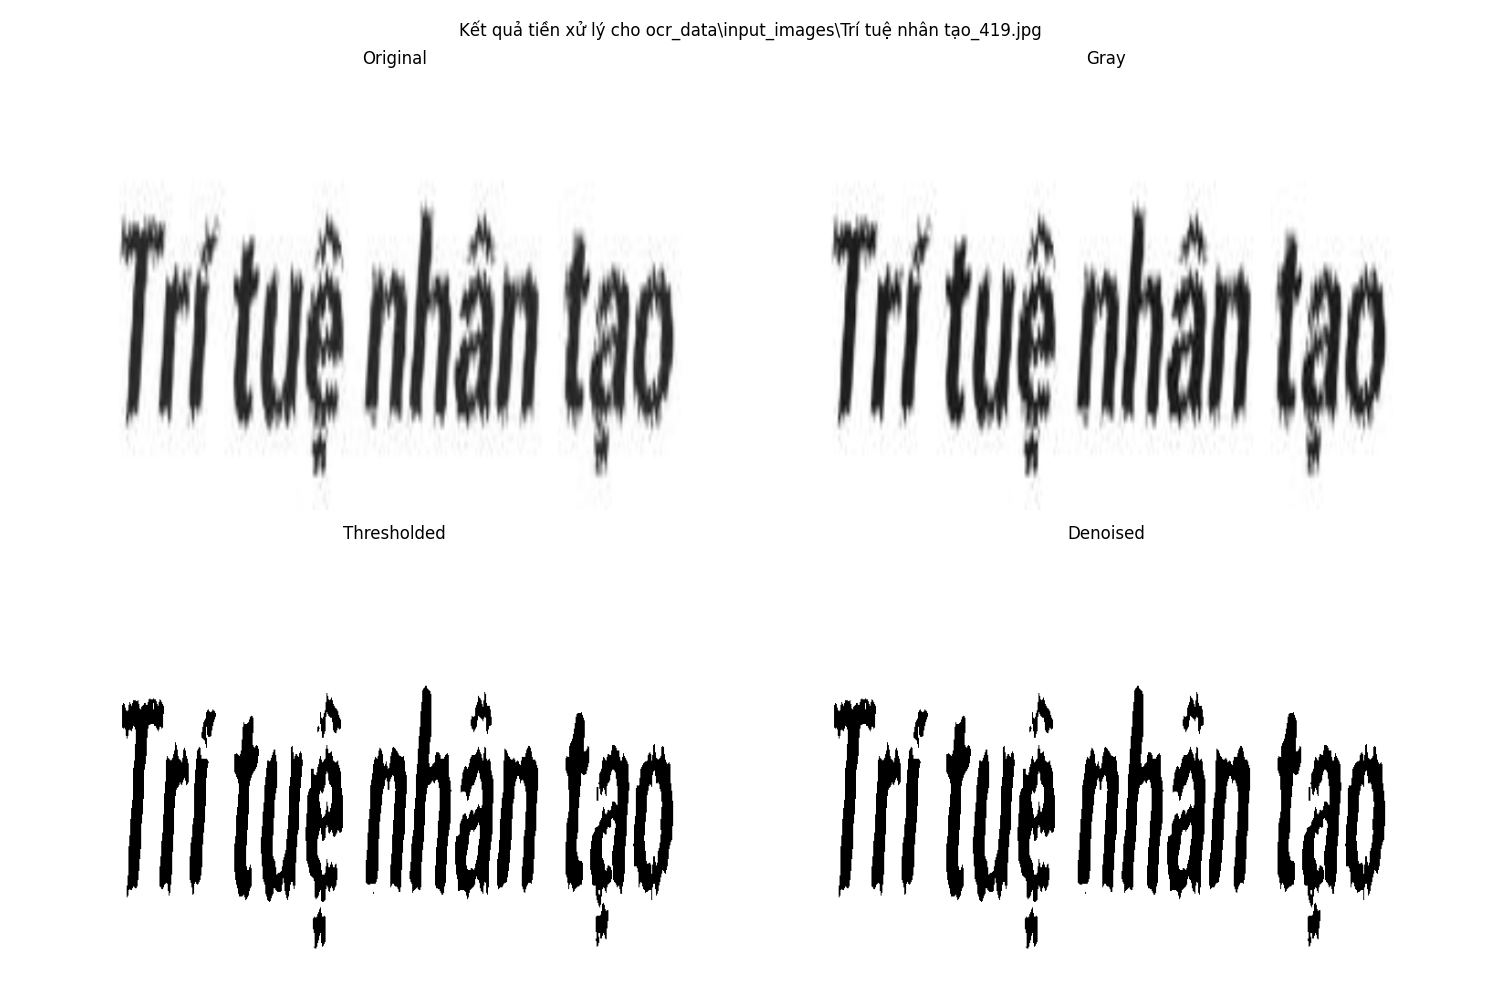 Kết quả tiền xử lý cho ocr_data\input_images\Trí tuệ nhân tạo_419.jpg
Original
Gray
Trí tuệ nhân tạo
Trí tuệ nhân tạo
Thresholded
Denoised
Trí tuệ nhân tạo
Trí tuệ nhân tạo